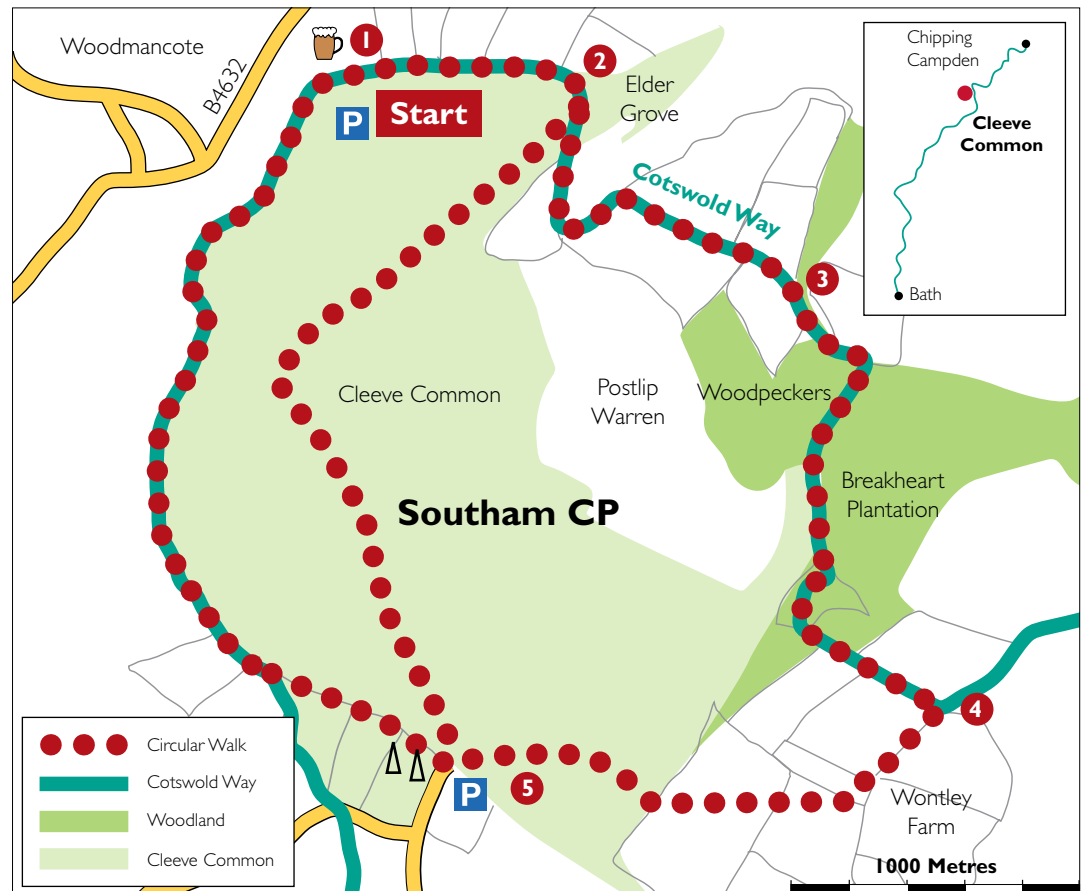 Woodmancote
B4632
1
P
Start
2
Elder
Grove
Cotswold Way
3
Chipping
Campden
Cleeve
Common
Bath
Cleeve Common
Postlip
Warren
Woodpeckers
Breakheart
Plantation
Southam CP
4
5
P
Wontley
Farm
1000 Metres
Circular Walk
Cotswold Way
Woodland
Cleeve Common